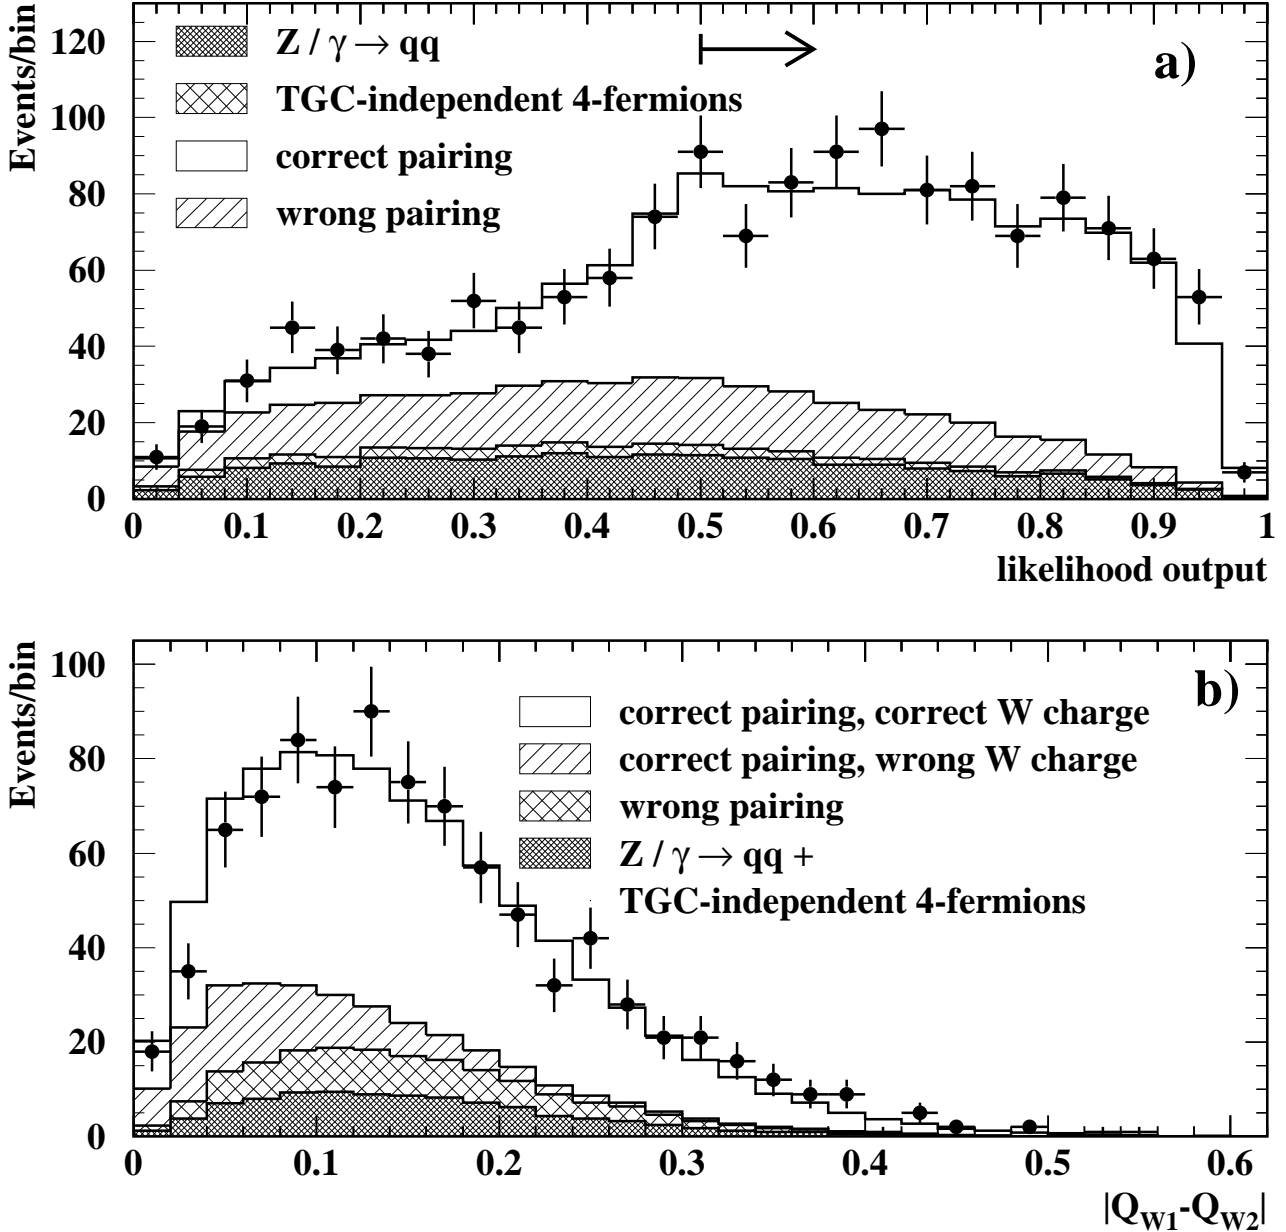 Events/bin
120
100
80
60
40
20
0
a)
Z / γ → qq
TGC-independent 4-fermions
correct pairing
wrong pairing
0 0.1 0.2 0.3 0.4 0.5 0.6 0.7 0.8 0.9 1
likelihood output
Events/bin
100
80
60
40
20
0
b)
correct pairing, correct W charge
correct pairing, wrong W charge
wrong pairing
Z / γ → qq +
TGC-independent 4-fermions
0 0.1 0.2 0.3 0.4 0.5 0.6
|Q_W1-Q_W2|